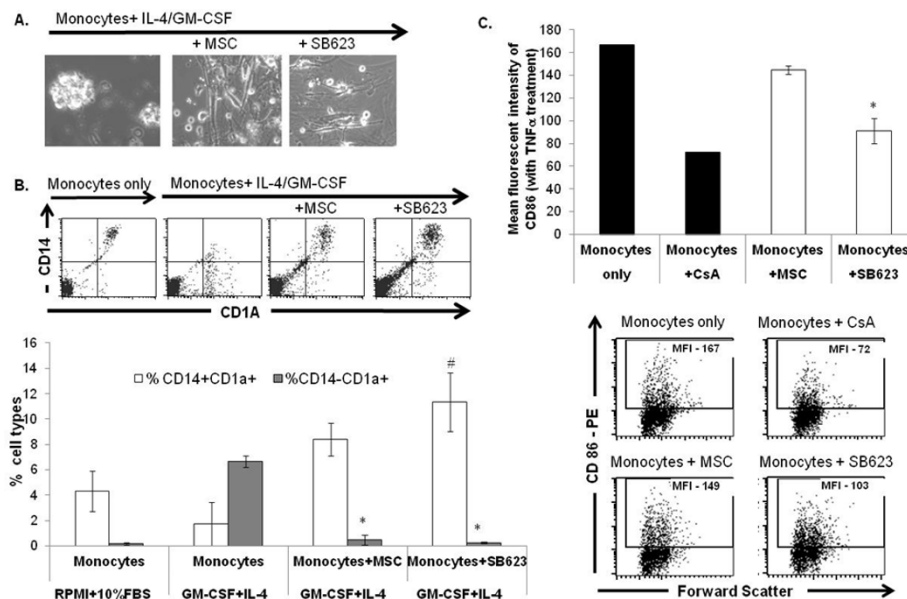 A.
Monocytes+ IL-4/GM-CSF
+ MSC
+ SB623
B.
Monocytes only
Monocytes+ IL-4/GM-CSF
+MSC
+SB623
– CD14
CD1A
% cell types
16
14
12
10
8
6
4
2
0
% CD14+CD1a+
%CD14-CD1a+
#
*
*
Monocytes
Monocytes
Monocytes+MSC
Monocytes+SB623
RPMI+10%FBS
GM-CSF+IL-4
GM-CSF+IL-4
GM-CSF+IL-4
C.
Mean fluorescent intensity of
CD86 (with TNFα treatment)
180
160
140
120
100
80
60
40
20
0
*
Monocytes
only
Monocytes
+CsA
Monocytes
+MSC
Monocytes
+SB623
Monocytes only
Monocytes + CsA
MFI - 167
MFI - 72
Monocytes + MSC
Monocytes + SB623
MFI - 149
MFI - 103
CD 86 - PE
Forward Scatter